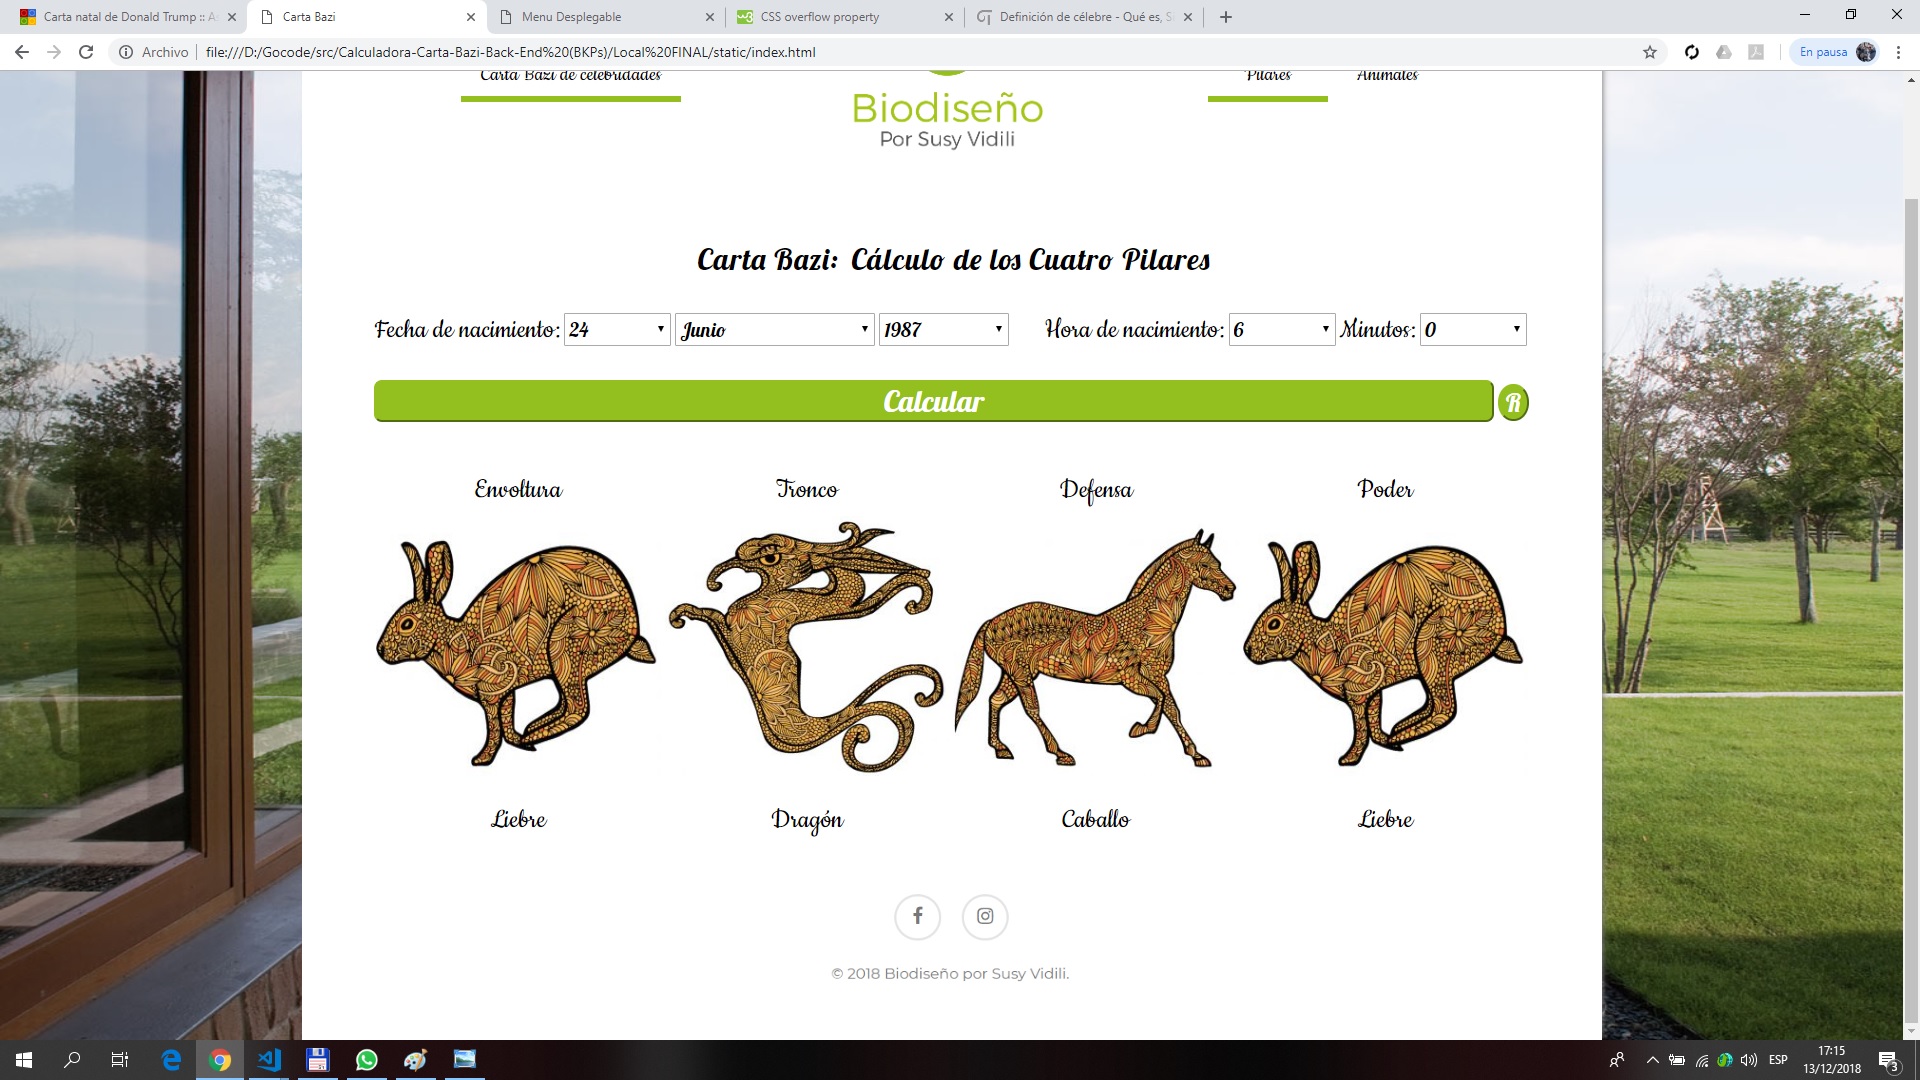 Carta natal de Donald Trump :: A
Carta Bazi
Menu Desplegable
CSS overflow property
Definición de célebre - Qué es, Si
Archivo
file:///D:/Gocode/src/Calculadora-Carta-Bazi-Back-End%20(BKPs)/Local%20FINAL/static/index.html
En pausa
Carta Bazi de celebridades
Pilares
Animales
Biodiseño
Por Susy Vidili
Carta Bazi: Cálculo de los Cuatro Pilares
Fecha de nacimiento: 24 Junio 1987 Hora de nacimiento: 6 Minutos: 0
Calcular R
Envoltura Tronco Defensa Poder
Liebre Dragón Caballo Liebre
© 2018 Biodiseño por Susy Vidili.
ESP
17:15
13/12/2018
3